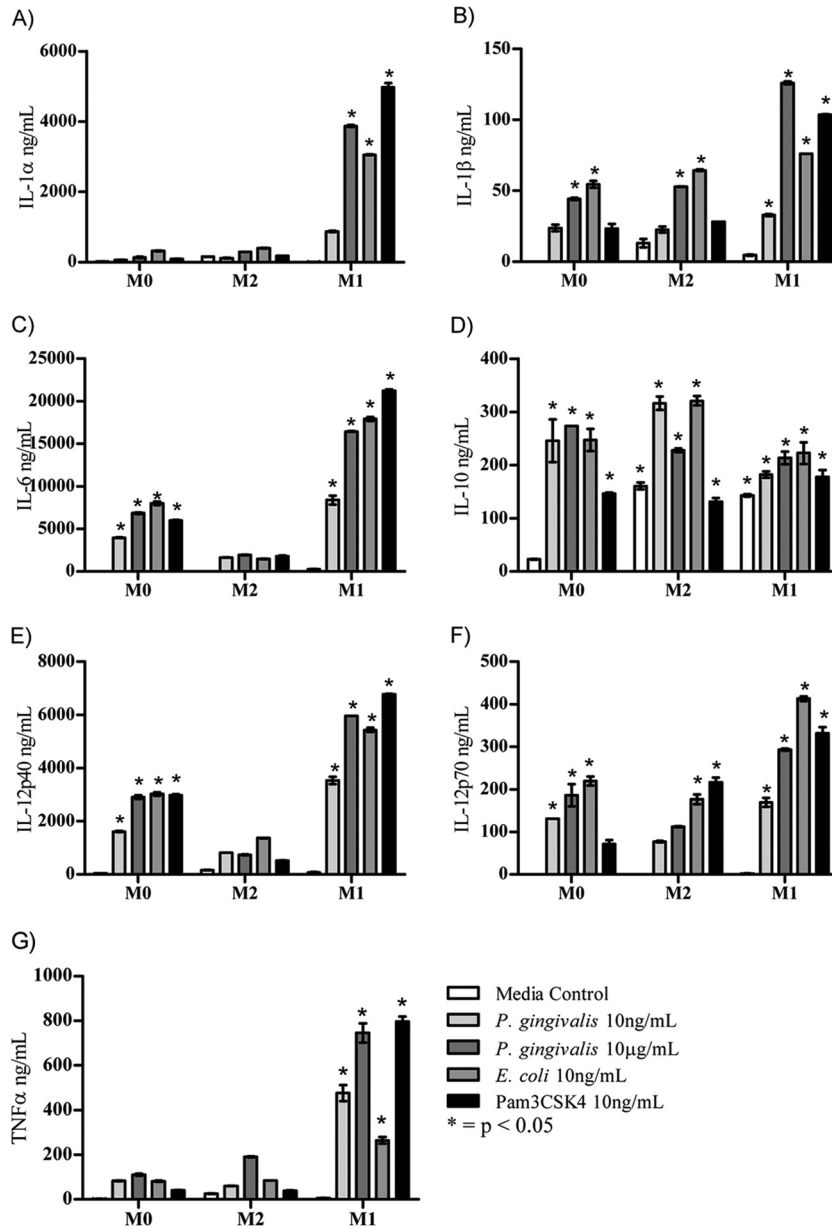 A)
6000
4000
2000
0
IL-1α ng/mL
* * * *
M0 M2 M1
B)
150
100
50
0
IL-1β ng/mL
* * * * * * * *
M0 M2 M1
C)
25000
20000
15000
10000
5000
0
IL-6 ng/mL
* * * * * * * *
M0 M2 M1
D)
400
300
200
100
0
IL-10 ng/mL
* * * * * * * * * * * * * *
M0 M2 M1
E)
8000
6000
4000
2000
0
IL-12p40 ng/mL
* * * * * * * *
M0 M2 M1
F)
500
400
300
200
100
0
IL-12p70 ng/mL
* * * * * * * * *
M0 M2 M1
G)
1000
800
600
400
200
0
TNFα ng/mL
* * * *
M0 M2 M1
Media Control
P. gingivalis 10ng/mL
P. gingivalis 10µg/mL
E. coli 10ng/mL
Pam3CSK4 10ng/mL
* = p < 0.05